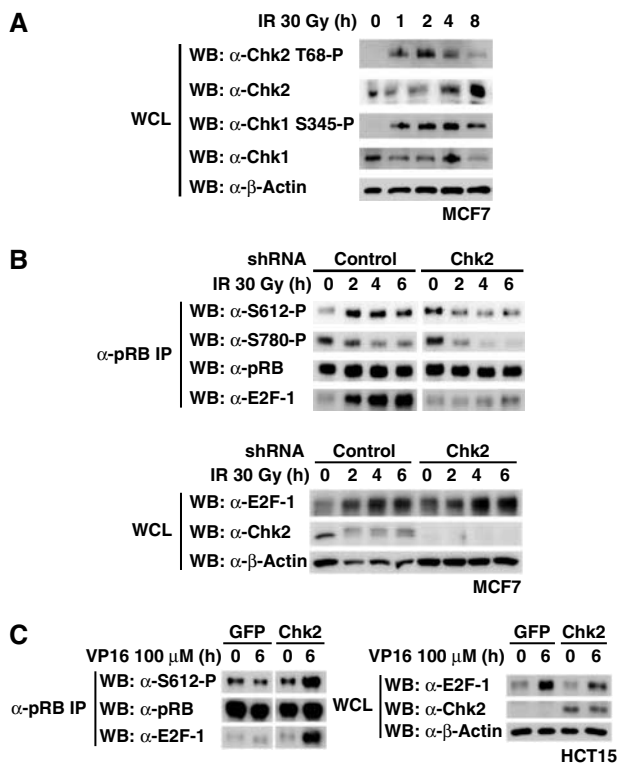 A
IR 30 Gy (h) 0 1 2 4 8
WB: α-Chk2 T68-P
WB: α-Chk2
WCL
WB: α-Chk1 S345-P
WB: α-Chk1
WB: α-β-Actin
MCF7
B
shRNA Control Chk2
IR 30 Gy (h) 0 2 4 6 0 2 4 6
WB: α-S612-P
WB: α-S780-P
α-pRB IP
WB: α-pRB
WB: α-E2F-1
shRNA Control Chk2
IR 30 Gy (h) 0 2 4 6 0 2 4 6
WB: α-E2F-1
WCL
WB: α-Chk2
WB: α-β-Actin
MCF7
C
GFP Chk2
VP16 100 μM (h) 0 6 0 6
WB: α-S612-P
α-pRB IP
WB: α-pRB
WB: α-E2F-1
GFP Chk2
VP16 100 μM (h) 0 6 0 6
WB: α-E2F-1
WCL
WB: α-Chk2
WB: α-β-Actin
HCT15